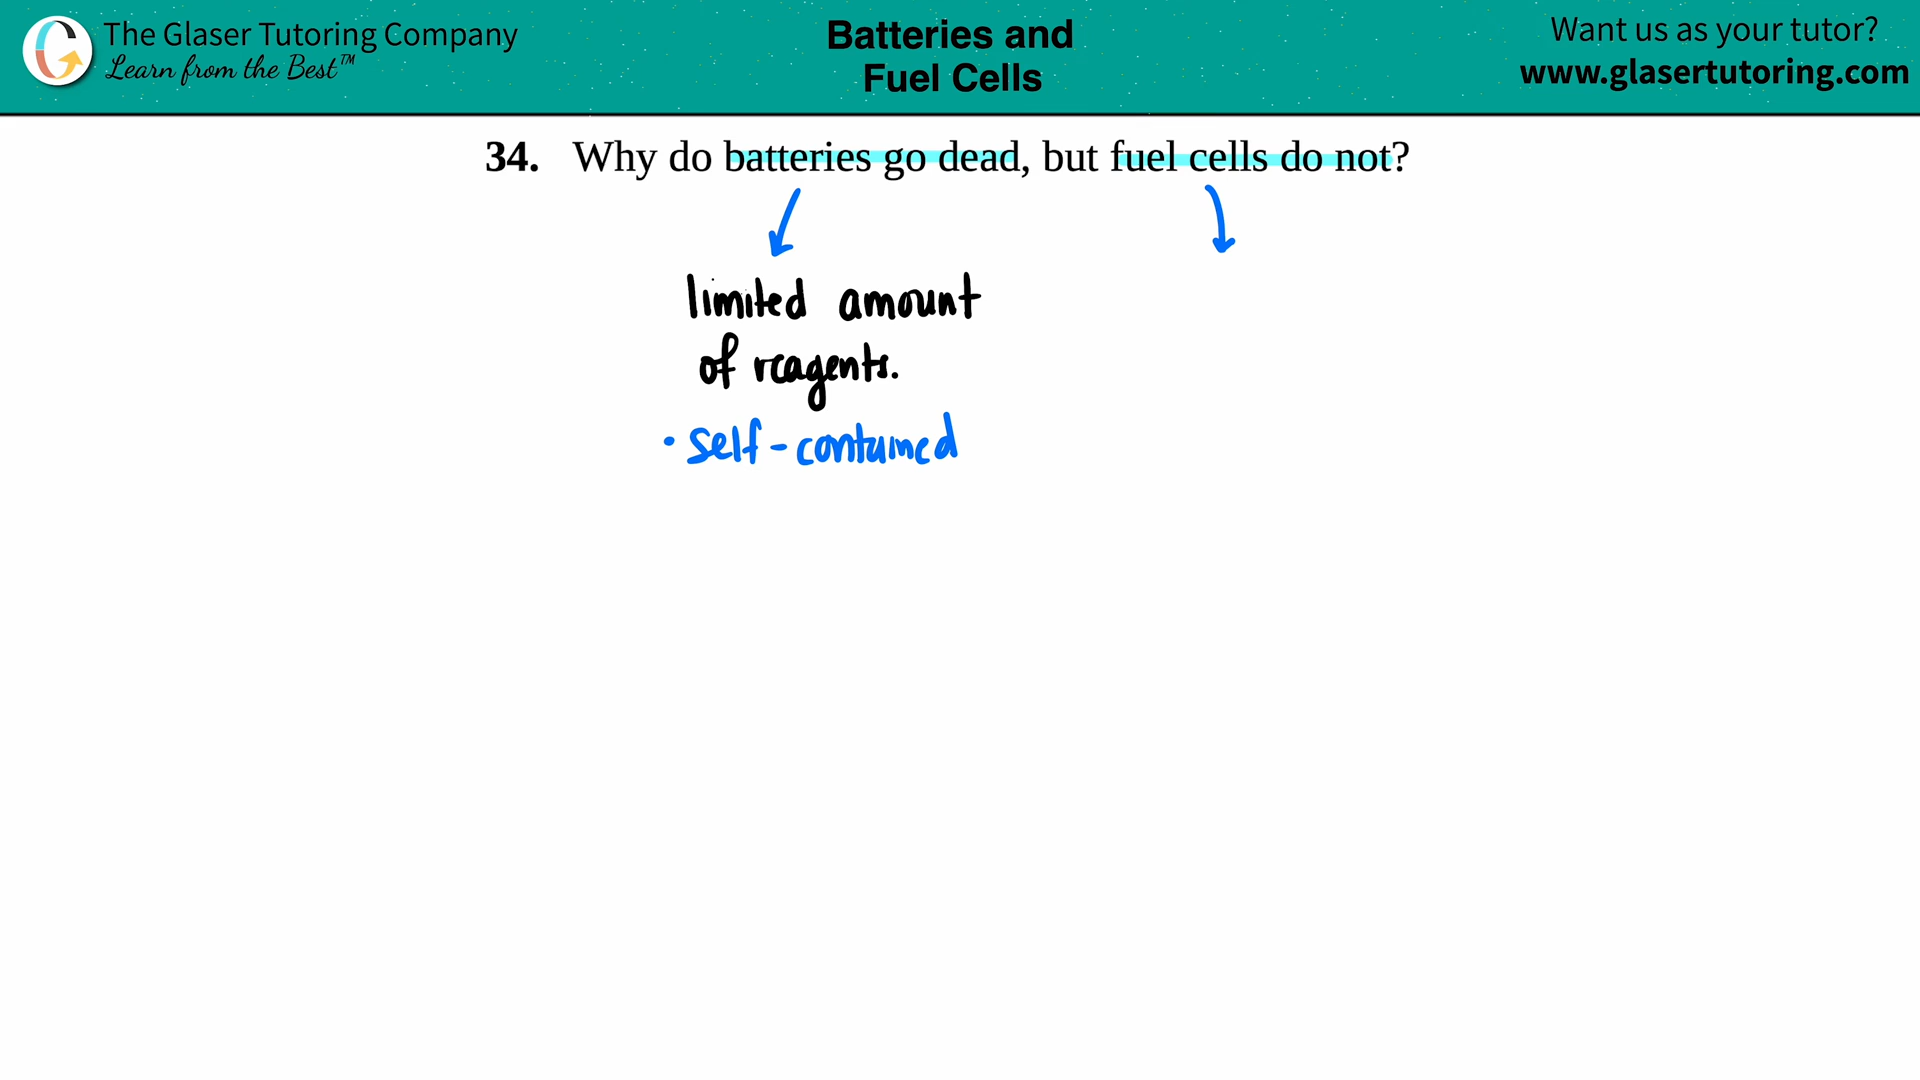 The Glaser Tutoring Company
Learn from the Best™
Batteries and
Fuel Cells
Want us as your tutor?
www.glasertutoring.com
34. Why do batteries go dead, but fuel cells do not?
limited amount
of reagents.
• self-contained